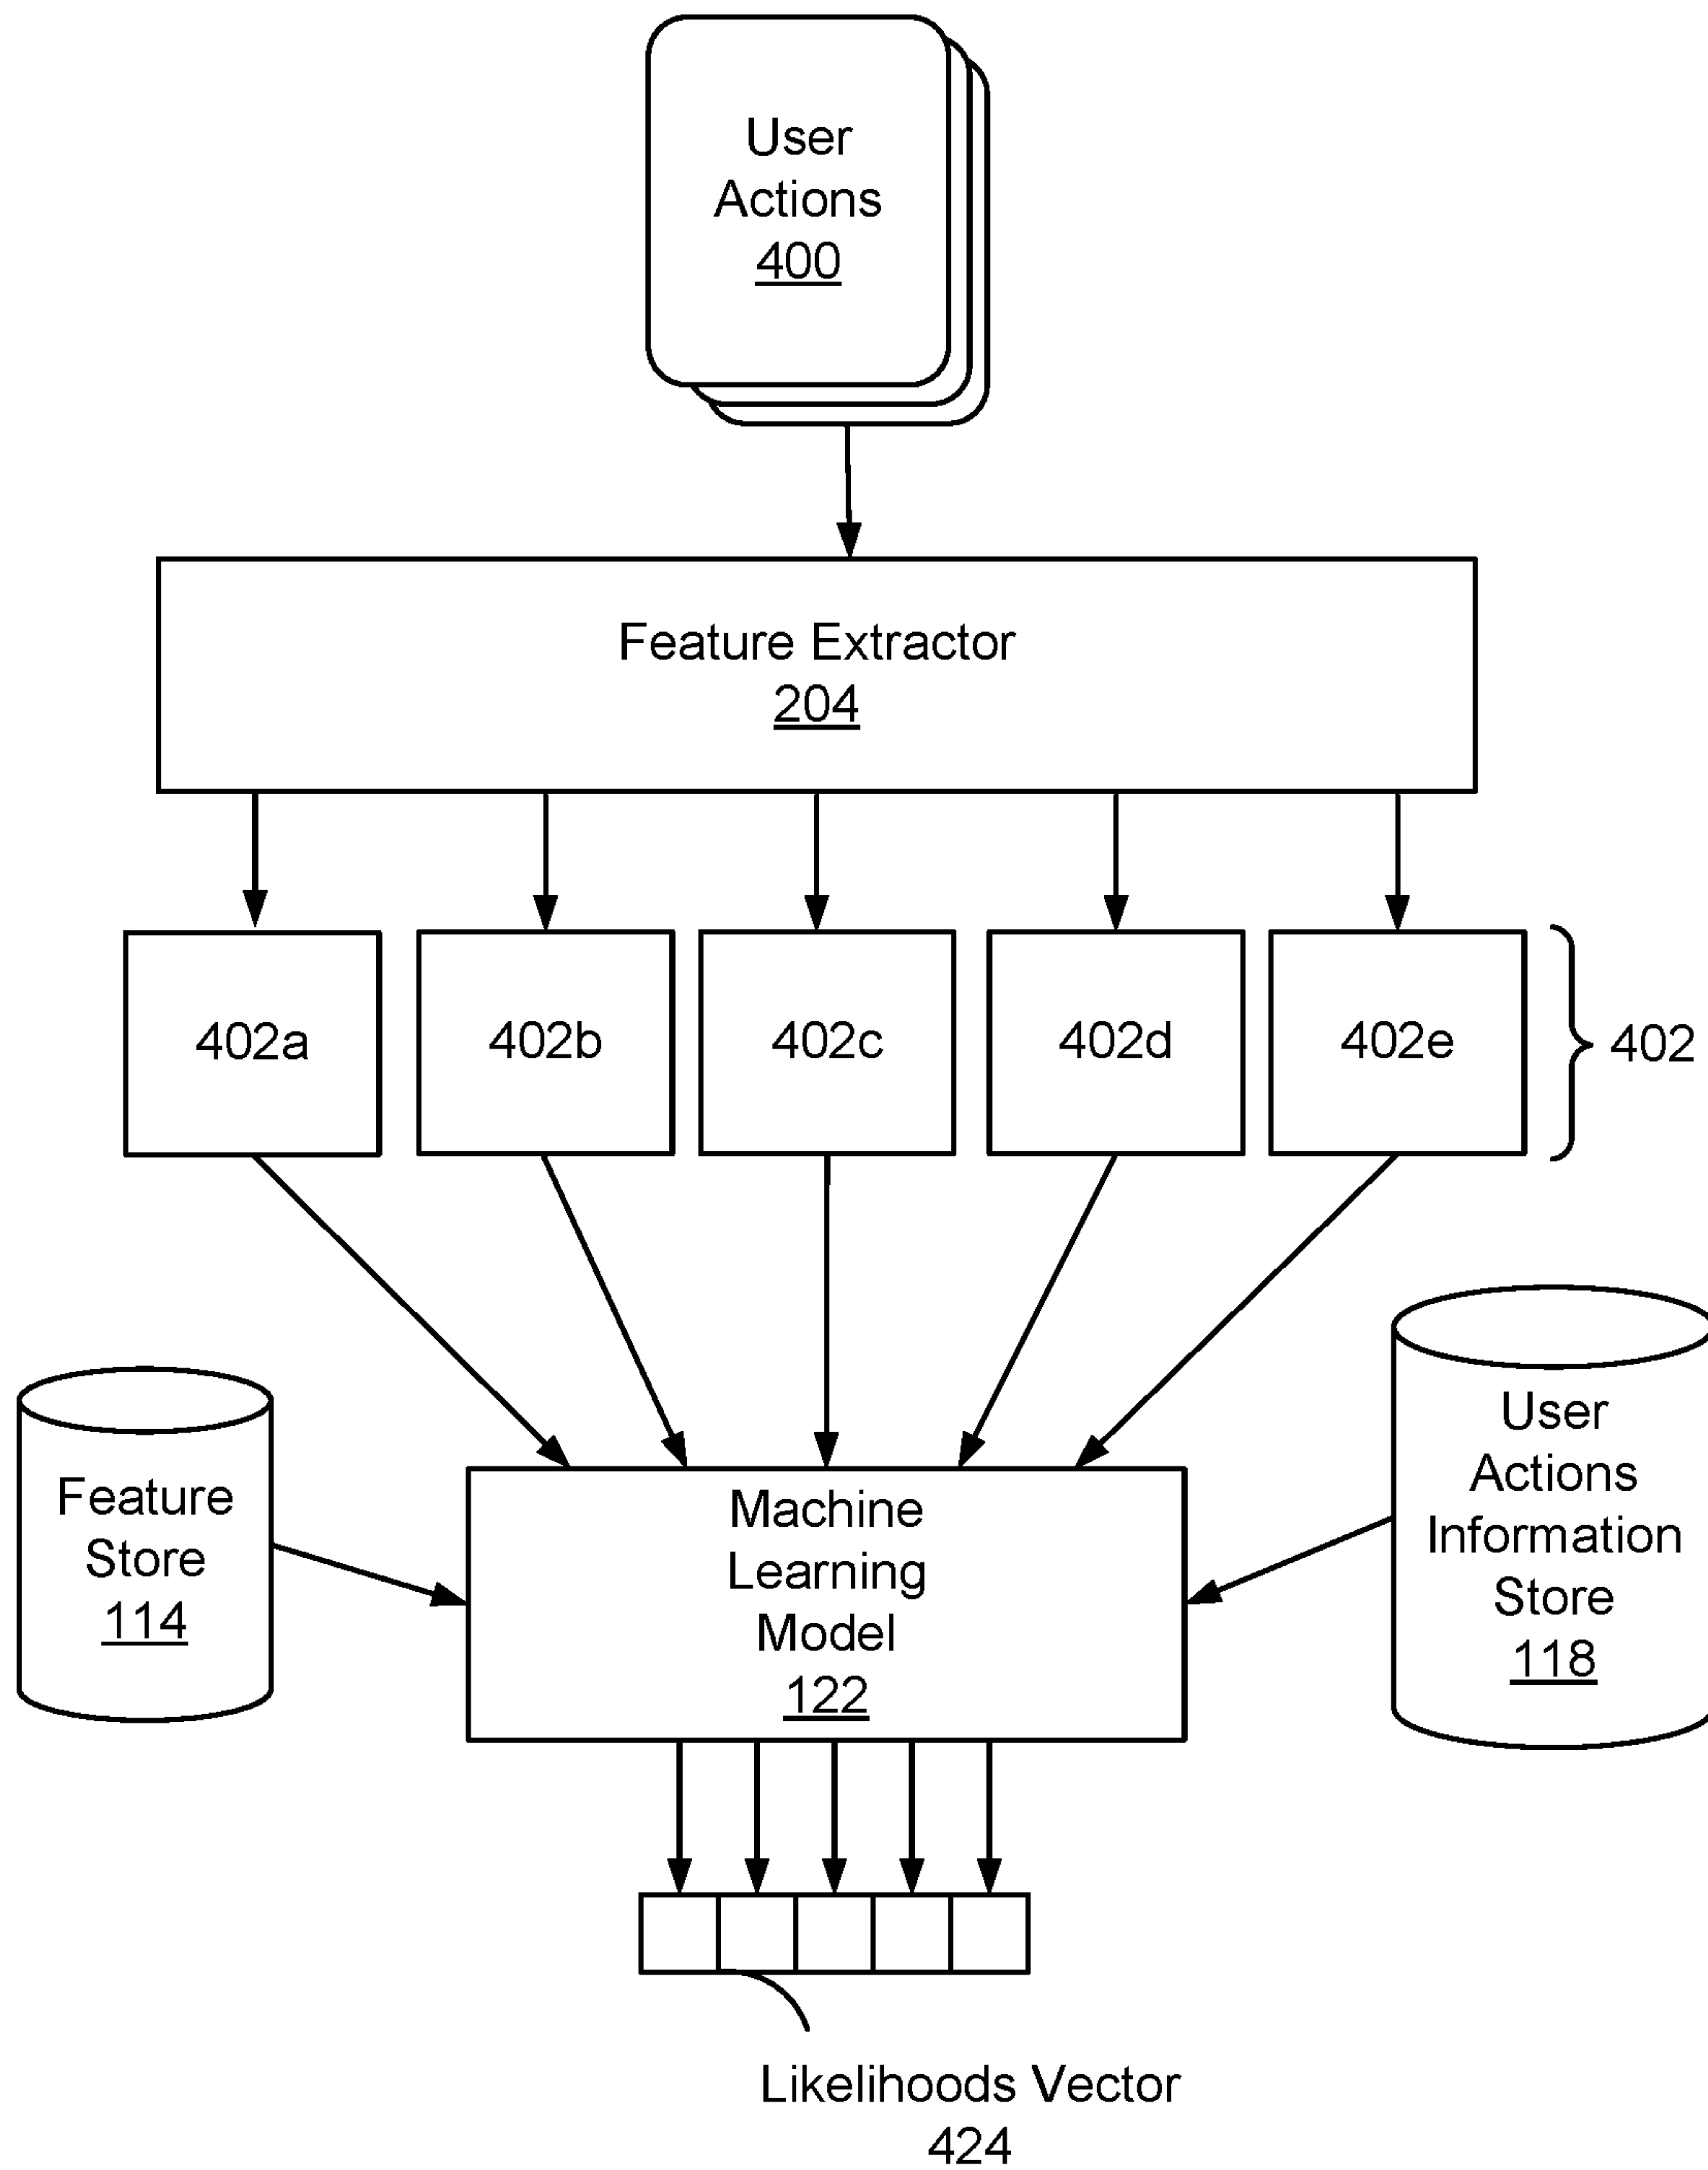 User
Actions
400
Feature Extractor
204
402a
402b
402c
402d
402e
402
Feature
Store
114
Machine
Learning
Model
122
User
Actions
Information
Store
118
Likelihoods Vector
424